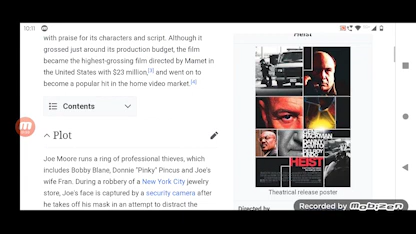 10:11
with praise for its characters and script. Although it
grossed just around its production budget, the film
became the highest-grossing film directed by Mamet in
the United States with $23 million,[3] and went on to
become a popular hit in the home video market.[4]
Contents
Plot
Joe Moore runs a ring of professional thieves, which
includes Bobby Blane, Donnie "Pinky" Pincus and Joe's
wife Fran. During a robbery of a New York City jewelry
store, Joe's face is captured by a security camera after
he takes off his mask in an attempt to distract the
Heist
GENE
HACKMAN
DANNY
DEVITO
DELROY
LINDO
HEIST
Theatrical release poster
Directed by
Recorded by
mobizen